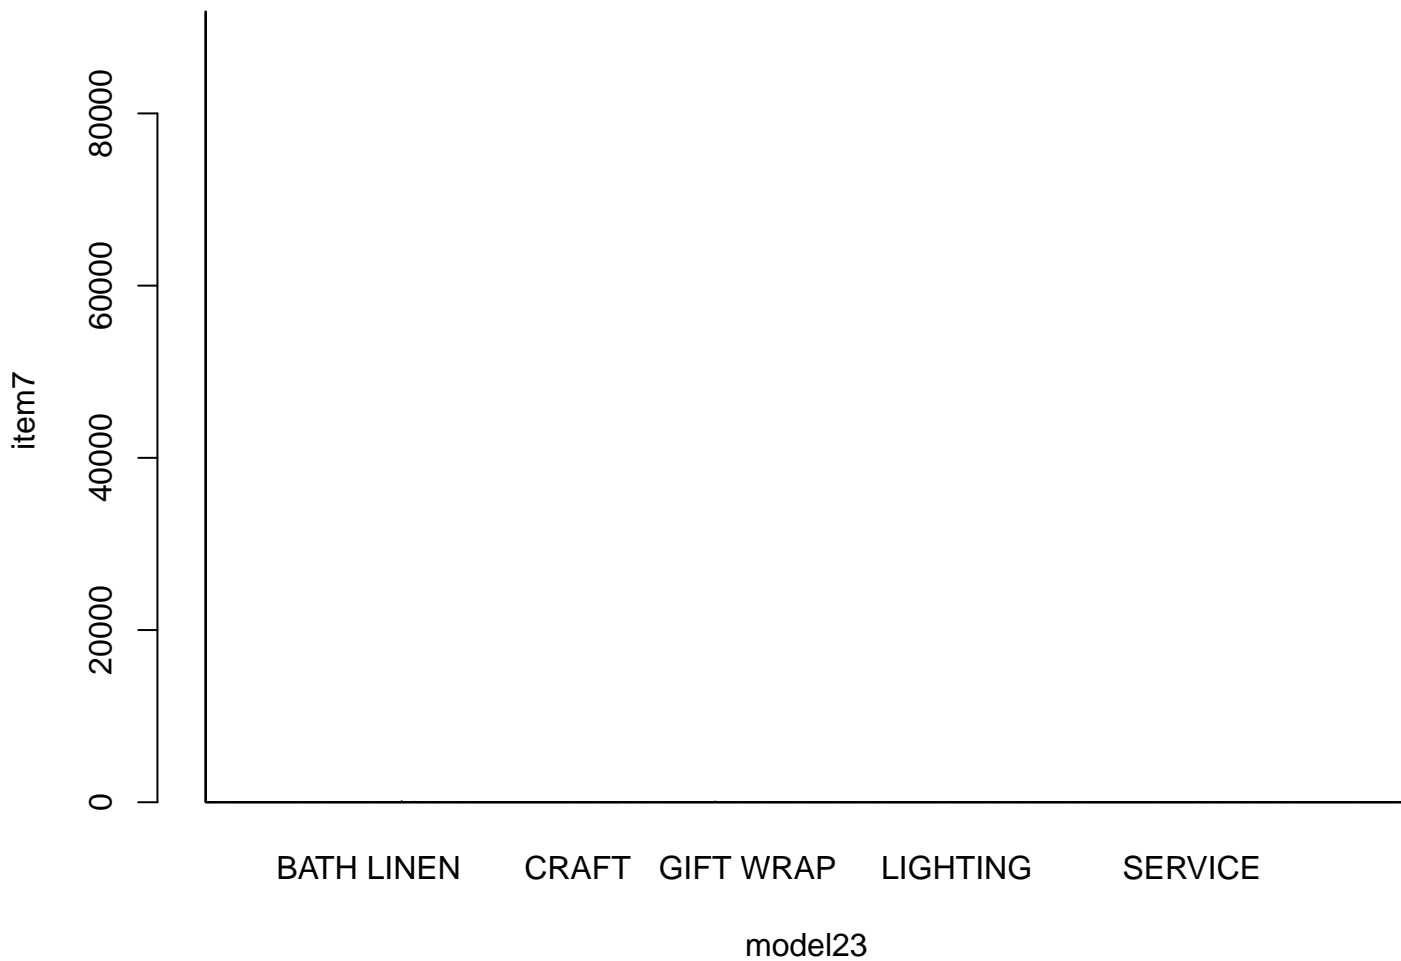 item7
80000
60000
40000
20000
0
BATH LINEN CRAFT GIFT WRAP LIGHTING SERVICE
model23